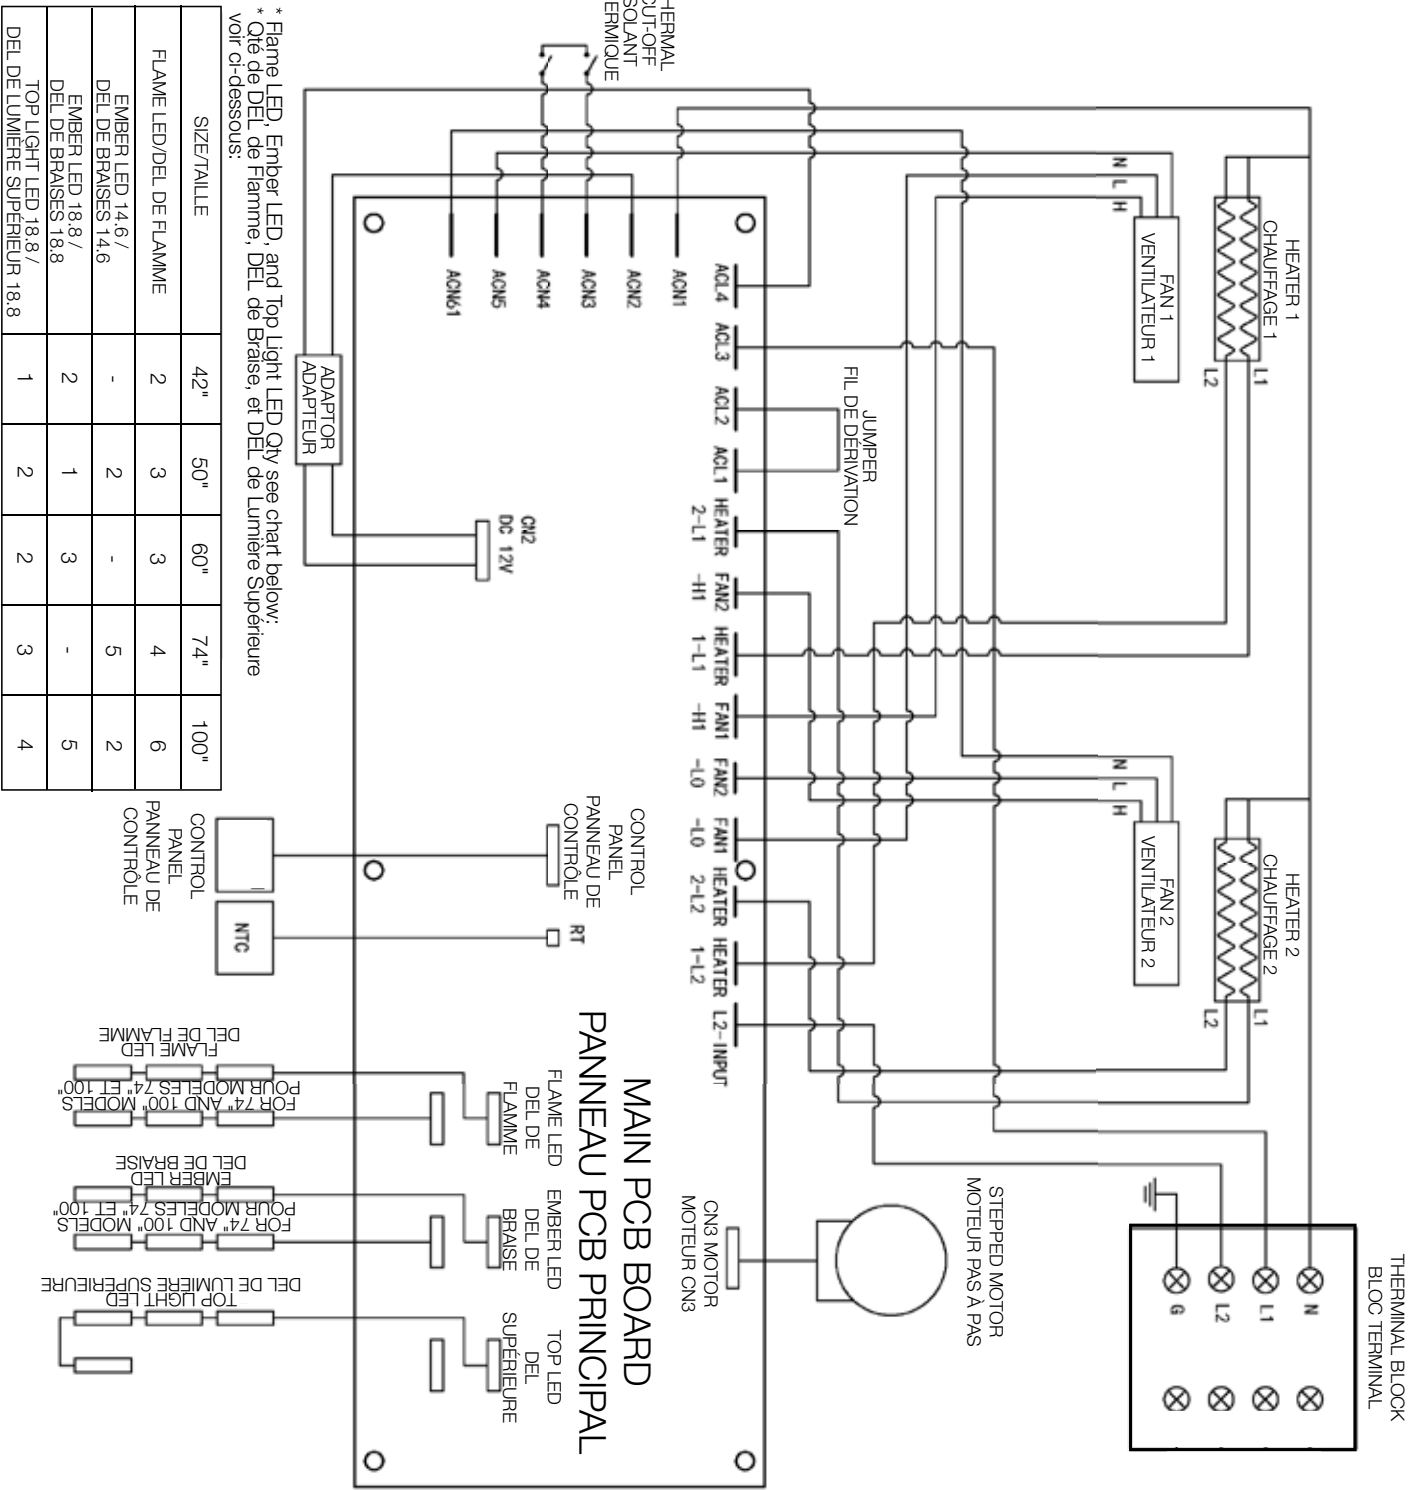 THERMINAL BLOCK
BLOC TERMINAL
N
L1
L2
G
HEATER 1
CHAUFFAGE 1
L1
L2
HEATER 2
CHAUFFAGE 2
L1
L2
N L H
FAN 1
VENTILATEUR 1
N L H
FAN 2
VENTILATEUR 2
STEPPED MOTOR
MOTEUR PAS À PAS
JUMPER
FIL DE DÉRIVATION
HERMAL
CUT-OFF
SOLANT
ERMIQUE
ACL4
ACL3
ACL2
ACL1
HEATER
2-L1
FAN2
-H1
HEATER
1-L1
FAN1
-H1
FAN2
-LO
FAN1
-LO
HEATER
2-L2
HEATER
1-L2
L2-INPUT
CN3 MOTOR
MOTEUR CN3
ACN1
ACN2
ACN3
ACN4
ACN5
ACN61
MAIN PCB BOARD
PANNEAU PCB PRINCIPAL
CONTROL
PANEL
PANNEAU DE
CONTRÔLE
RT
CN2
DC 12V
FLAME LED
DEL DE
FLAMME
EMBER LED
DEL DE
BRAISE
TOP LED
DEL
SUPÉRIEURE
ADAPTOR
ADAPTEUR
CONTROL
PANEL
PANNEAU DE
CONTRÔLE
NTC
FLAME LED
DEL DE FLAMME
FOR 74" AND 100" MODELS
POUR MODÈLES 74" ET 100"
EMBER LED
DEL DE BRAISE
FOR 74" AND 100" MODELS
POUR MODÈLES 74" ET 100"
TOP LIGHT LED
DEL DE LUMIÈRE SUPÉRIEURE
* Flame LED, Ember LED, and Top Light LED Qty see chart below:
* Qté de DEL de Flamme, DEL de Braise, et DEL de Lumière Supérieure
voir ci-dessous:
SIZE/TAILLE 42" 50" 60" 74" 100"
FLAME LED/DEL DE FLAMME 2 3 3 4 6
EMBER LED 14.6 /
DEL DE BRAISES 14.6 - 2 - 5 2
EMBER LED 18.8 /
DEL DE BRAISES 18.8 2 1 3 - 5
TOP LIGHT LED 18.8 /
DEL DE LUMIÈRE SUPÉRIEUR 18.8 1 2 2 3 4